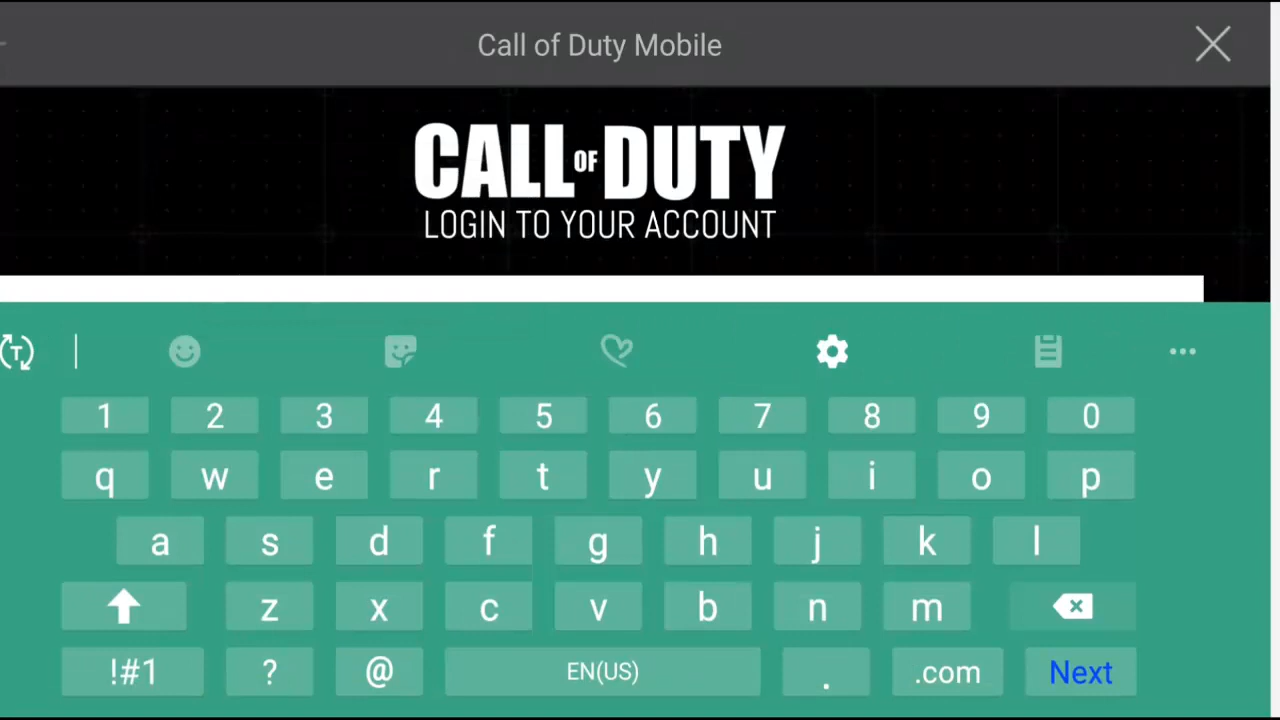 Call of Duty Mobile
CALL OF DUTY
LOGIN TO YOUR ACCOUNT
T
1 2 3 4 5 6 7 8 9 0
q w e r t y u i o p
a s d f g h j k l
z x c v b n m
!#1 ? @ EN(US) . .com Next